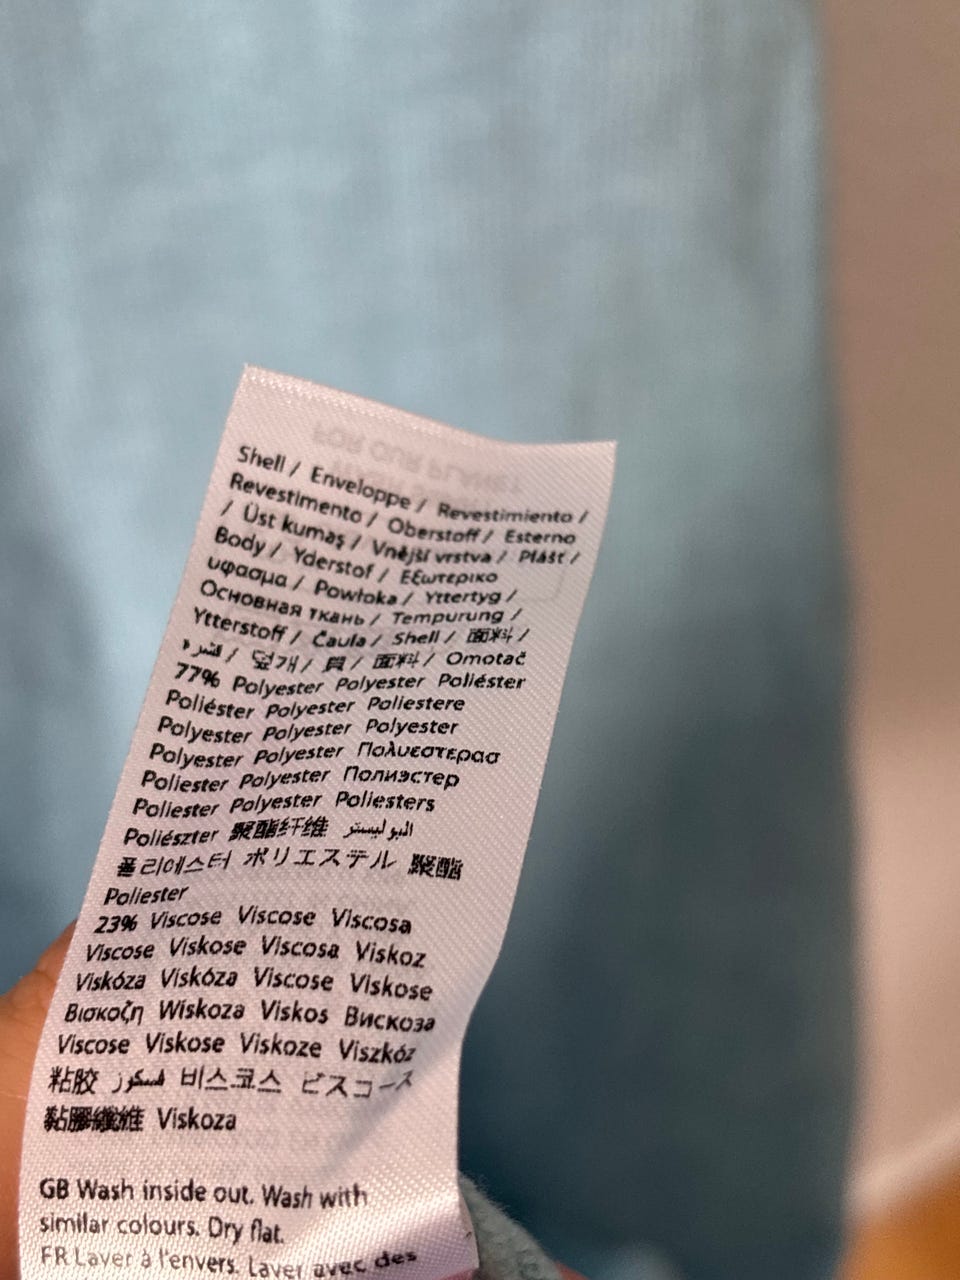 Shell / Enveloppe / Revestimiento /
Revestimento / Oberstoff / Esterno
/ Üst kumaş / Vnější vrstva / Plášť /
Body / Yderstof / Εξωτερικο
υφασμα / Powłoka / Yttertyg /
Основная ткань / Tempurung /
Ytterstoff / Čaula / Shell / 面料 /
/ 겉개 / 貝 / 面料 / Omotač
77% Polyester Polyester Poliéster
Poliéster Polyester Poliestere
Polyester Polyester Polyester
Polyester Polyester Πολυεστερασ
Poliester Polyester Полиэстер
Poliester Polyester Poliesters
Poliészter 聚酯纤维 البوليستر
폴리에스터 ポリエステル 聚酯
Poliester
23% Viscose Viscose Viscosa
Viscose Viskose Viscosa Viskoz
Viskóza Viskóza Viscose Viskose
Βισκοζη Wiskoza Viskos Вискоза
Viscose Viskose Viskoze Viszkóz
粘胶 فسكوز 비스코스 ビスコース
黏膠纖維 Viskoza
GB Wash inside out. Wash with
similar colours. Dry flat.
FR Laver à l'envers. Laver avec des